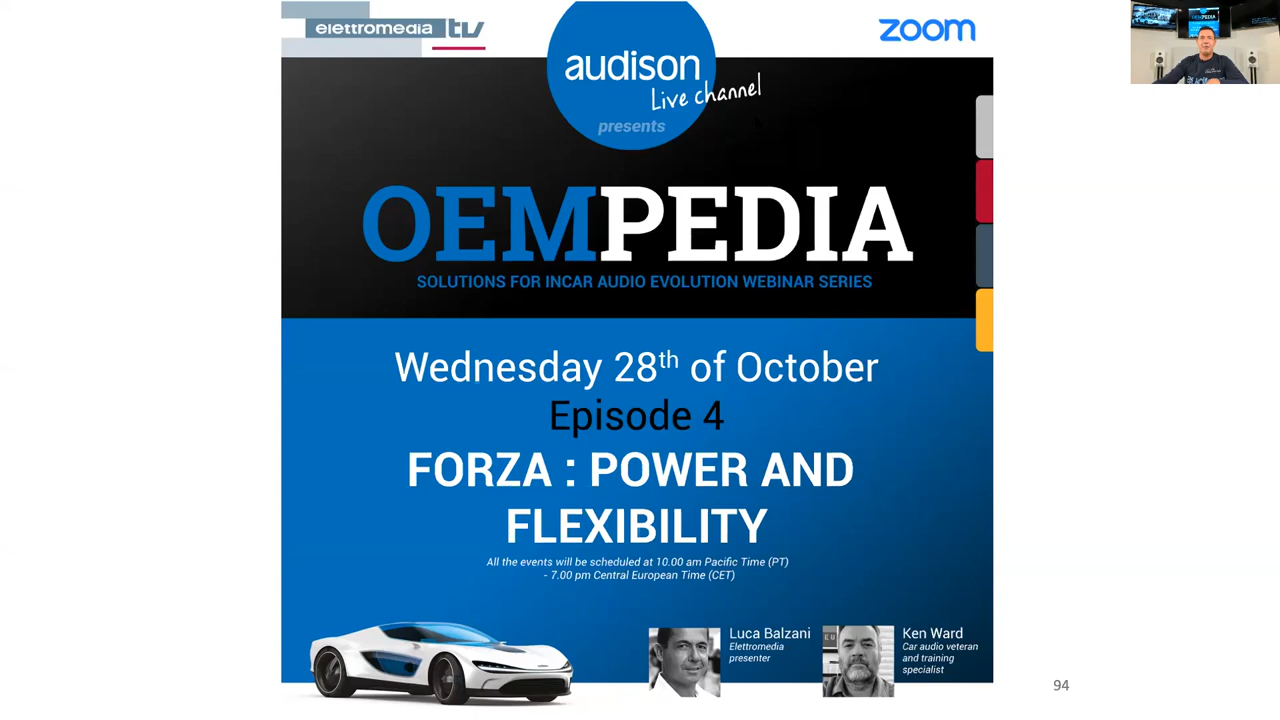 elettromedia tv
audison
Live channel
presents
zoom
OEMPEDIA
SOLUTIONS FOR INCAR AUDIO EVOLUTION WEBINAR SERIES
Wednesday 28th of October
Episode 4
FORZA : POWER AND
FLEXIBILITY
All the events will be scheduled at 10.00 am Pacific Time (PT)
- 7.00 pm Central European Time (CET)
Luca Balzani
Elettromedia
presenter
Ken Ward
Car audio veteran
and training
specialist
94
OEMPEDIA